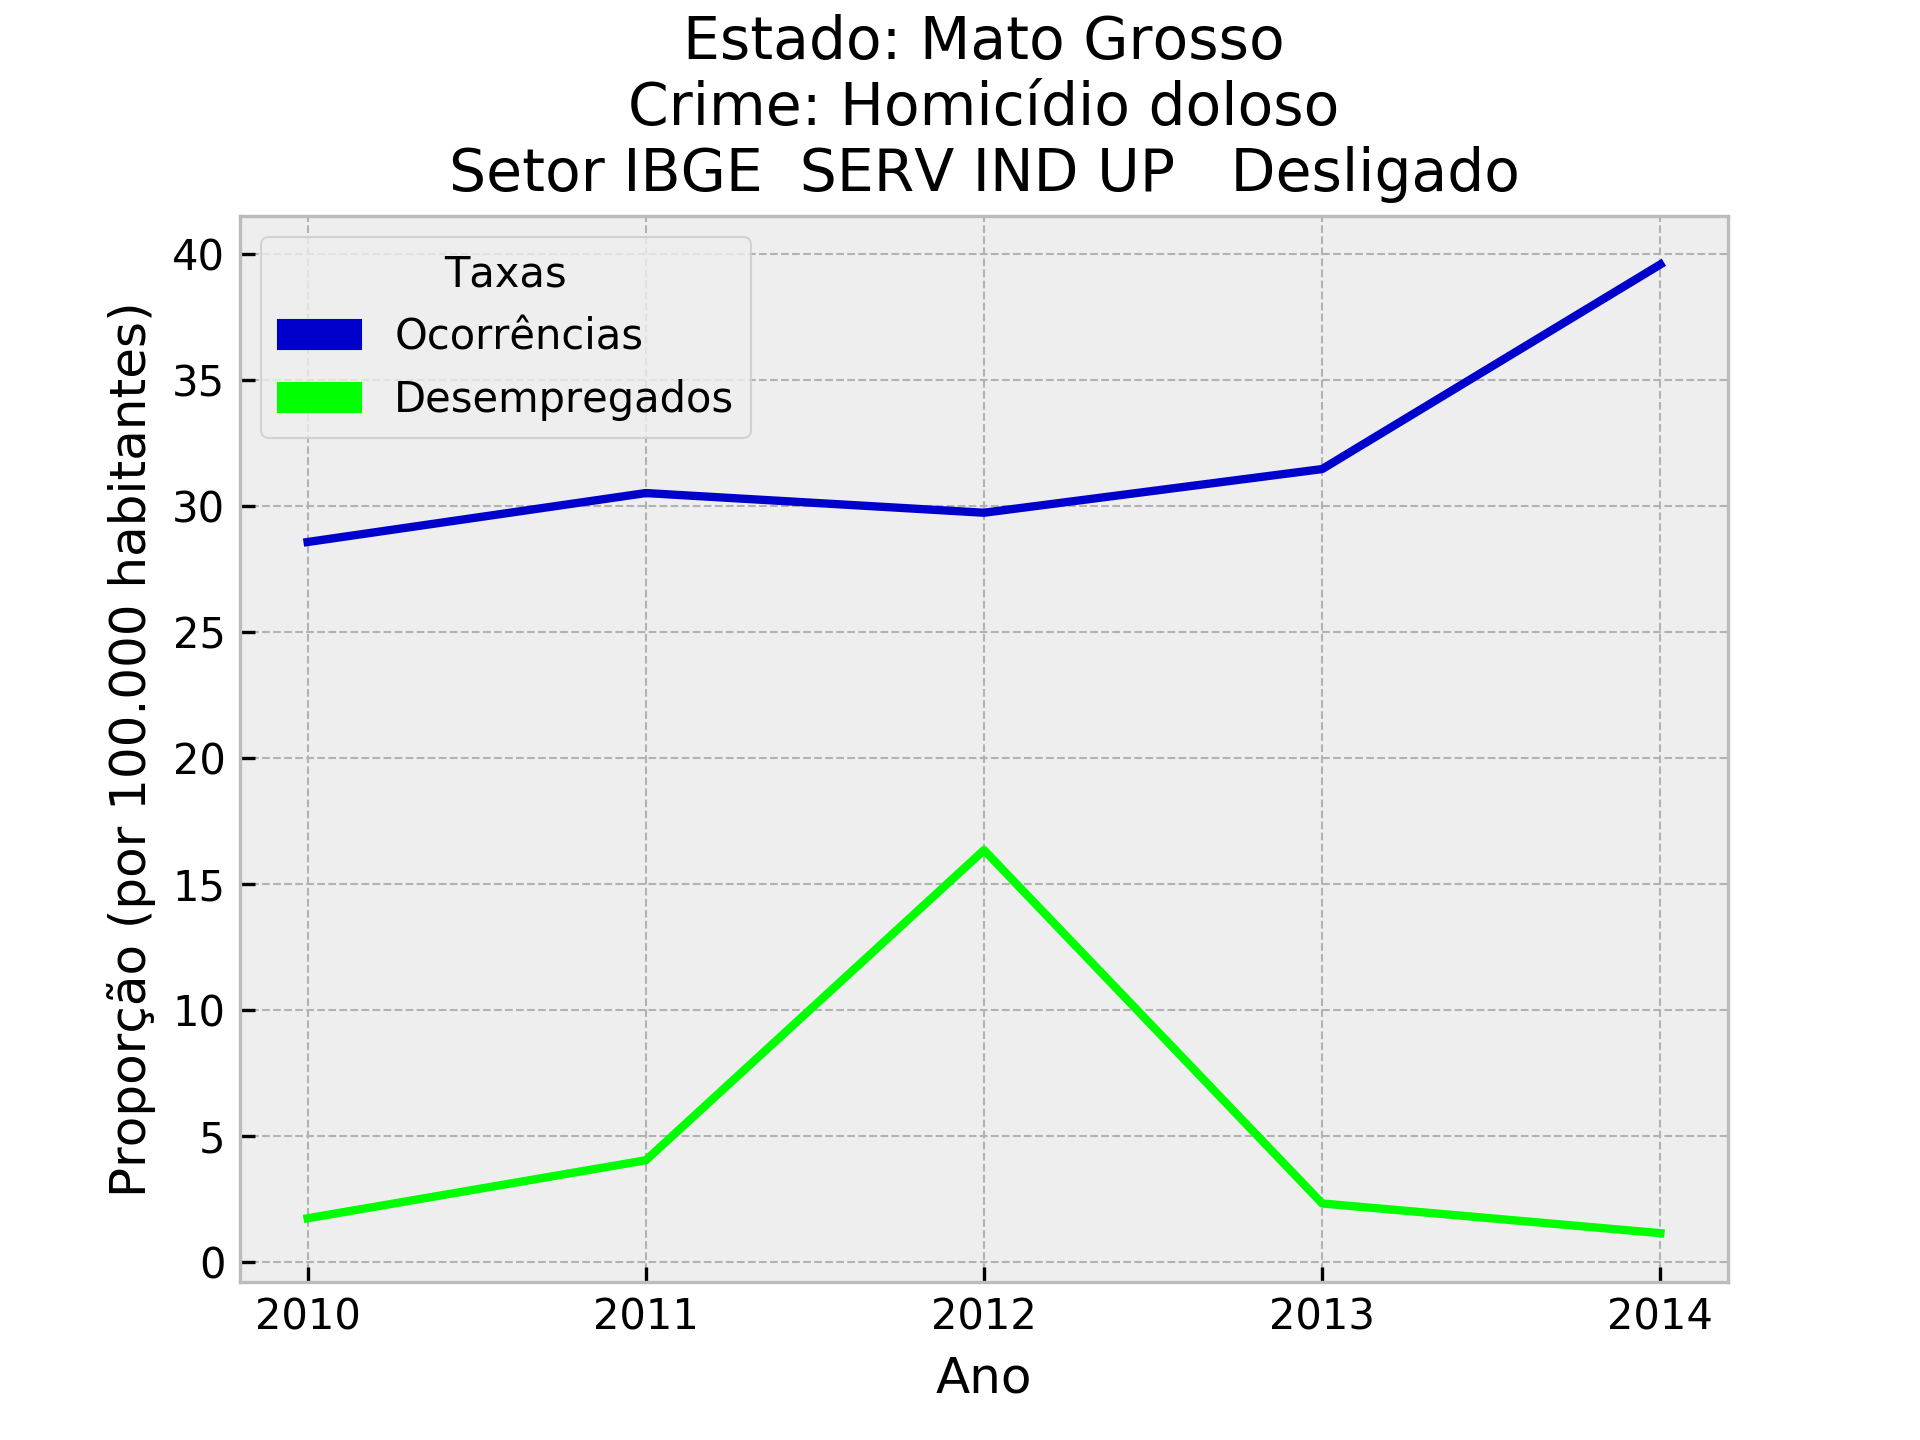 Estado: Mato Grosso
Crime: Homicídio doloso
Setor IBGE  SERV IND UP   Desligado
Taxas
Ocorrências
Desempregados
Proporção (por 100.000 habitantes)
40
35
30
25
20
15
10
5
0
2010 2011 2012 2013 2014
Ano